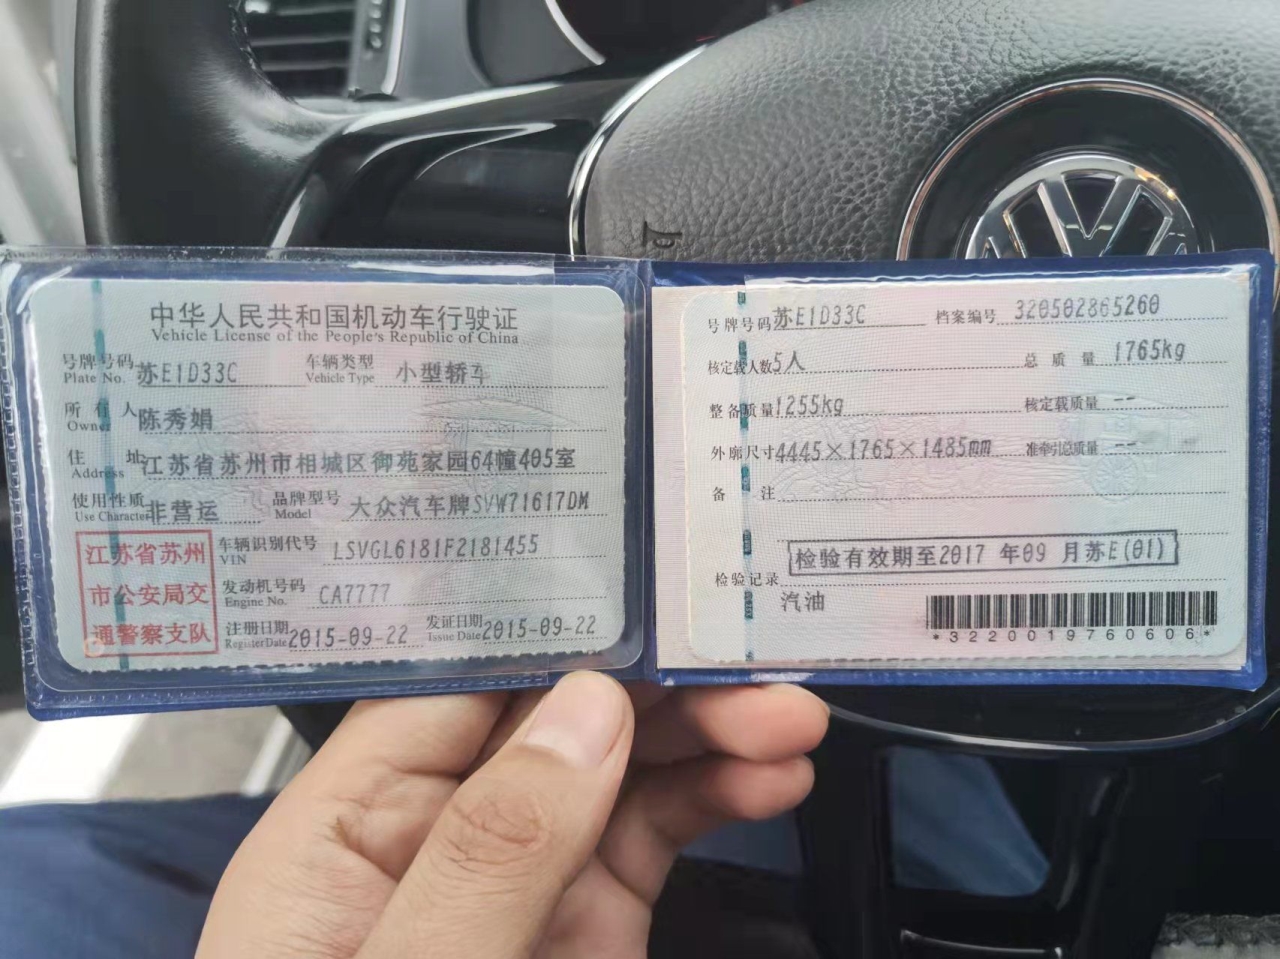 中华人民共和国机动车行驶证
Vehicle License of the People's Republic of China
号牌号码 Plate No. 苏E1D33C 车辆类型 Vehicle Type 小型轿车
所有人 Owner 陈秀娟
住址 Address 江苏省苏州市相城区御苑家园64幢405室
使用性质 Use Character 非营运 品牌型号 Model 大众汽车牌SVW71617DM
江苏省苏州
市公安局交
通警察支队
车辆识别代号 VIN LSVGL6181F2181455
发动机号码 Engine No. CA7777
注册日期 Register Date 2015-09-22 发证日期 Issue Date 2015-09-22
号牌号码 苏E1D33C 档案编号 320502865260
核定载人数 5人 总质量 1765kg
整备质量 1255kg 核定载质量 --
外廓尺寸 4445×1765×1485mm 准牵引总质量 --
备注
检验有效期至2017年09月苏E(01)
检验记录
汽油
*3220019760606*